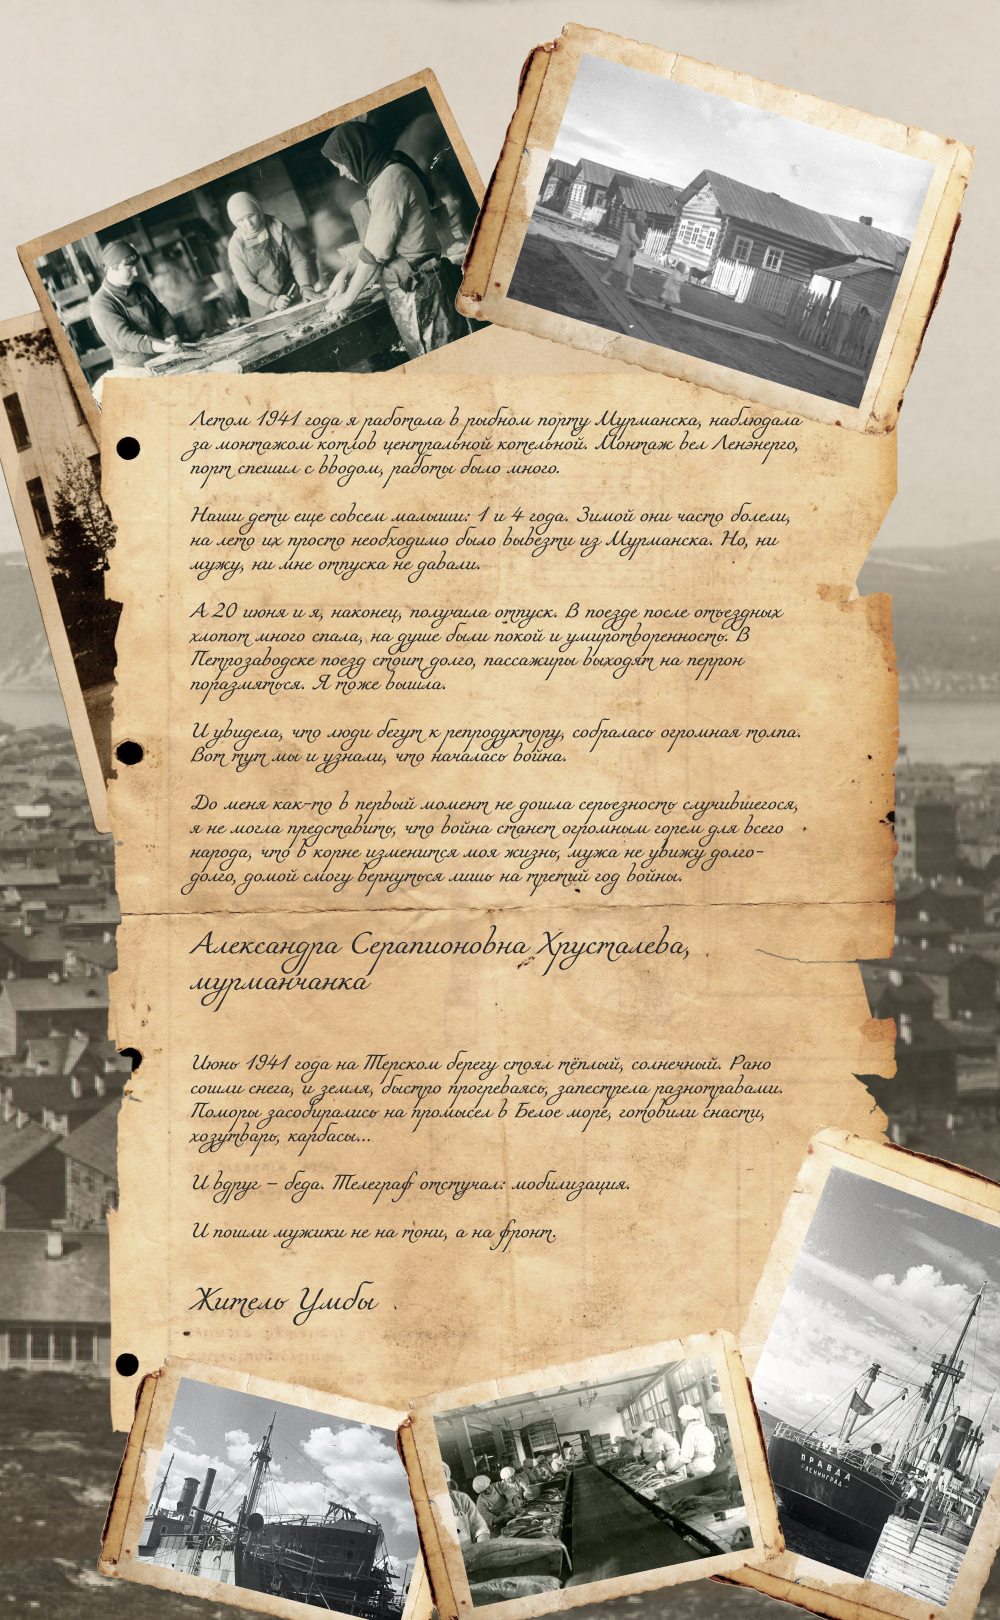 Летом 1941 года я работала в рыбном порту Мурманска, наблюдала
за монтажом котлов центральной котельной. Монтаж вел Ленэнерго,
порт спешил с вводом, работы было много.
Наши дети еще совсем малыши: 1 и 4 года. Зимой они часто болели,
на лето их просто необходимо было вывезти из Мурманска. Но, ни
мужу, ни мне отпуска не давали.
А 20 июня и я, наконец, получила отпуск. В поезде после отъездных
хлопот много спала, на душе были покой и умиротворенность. В
Петрозаводске поезд стоит долго, пассажиры выходят на перрон
поразмяться. Я тоже вышла.
И увидела, что люди бегут к репродуктору, собралась огромная толпа.
Вот тут мы и узнали, что началась война.
До меня как-то в первый момент не дошла серьезность случившегося,
я не могла представить, что война станет огромным горем для всего
народа, что в корне изменится моя жизнь, мужа не увижу долго-
долго, домой смогу вернуться лишь на третий год войны.
Александра Серапионовна Хрусталева,
мурманчанка
Июнь 1941 года на Терском берегу стоял тёплый, солнечный. Рано
сошли снега, и земля, быстро прогреваясь, запестрела разнотравами.
Поморы засобирались на промысел в Белое море, готовили снасти,
хозутварь, карбасы...
И вдруг – беда. Телеграф отстучал: мобилизация.
И пошли мужики не на тони, а на фронт.
Житель Умбы
ПРАВДА
ЛЕНИНГРАД